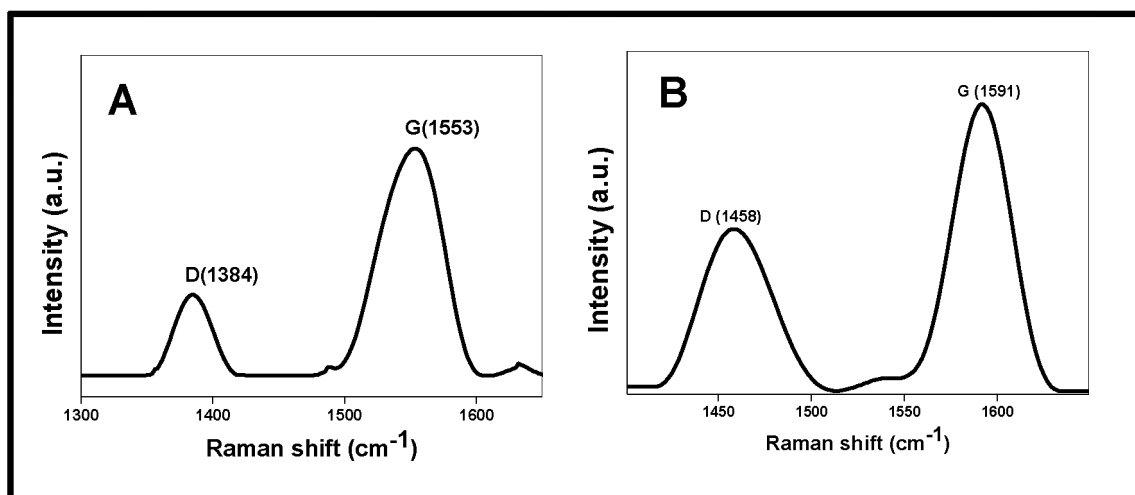 A
G(1553)
D(1384)
Intensity (a.u.)
1300 1400 1500 1600
Raman shift (cm⁻¹)
B
G (1591)
D (1458)
Intensity (a.u.)
1450 1500 1550 1600
Raman shift (cm⁻¹)